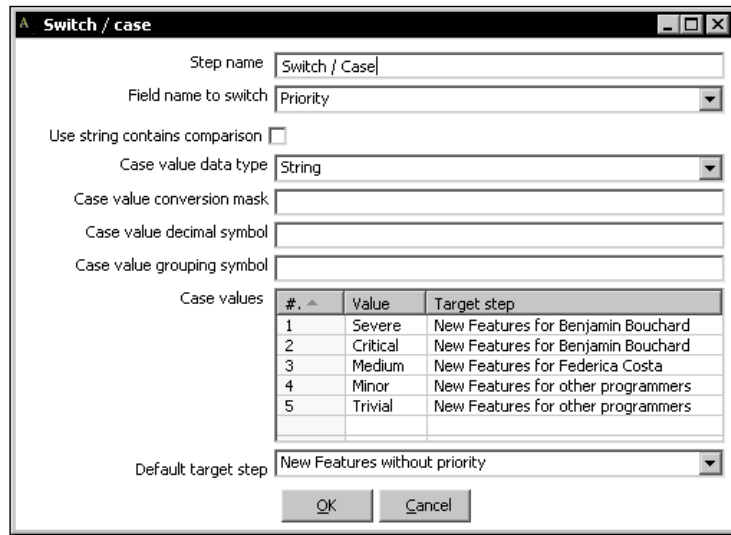 A Switch / case
Step name Switch / Case
Field name to switch Priority
Use string contains comparison
Case value data type String
Case value conversion mask
Case value decimal symbol
Case value grouping symbol
Case values #. Value Target step
1 Severe New Features for Benjamin Bouchard
2 Critical New Features for Benjamin Bouchard
3 Medium New Features for Federica Costa
4 Minor New Features for other programmers
5 Trivial New Features for other programmers
Default target step New Features without priority
OK Cancel